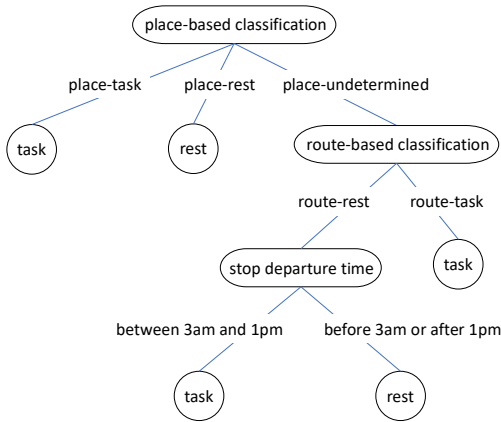 place-based classification
place-task
place-rest
place-undetermined
task
rest
route-based classification
route-rest
route-task
stop departure time
task
between 3am and 1pm
before 3am or after 1pm
task
rest